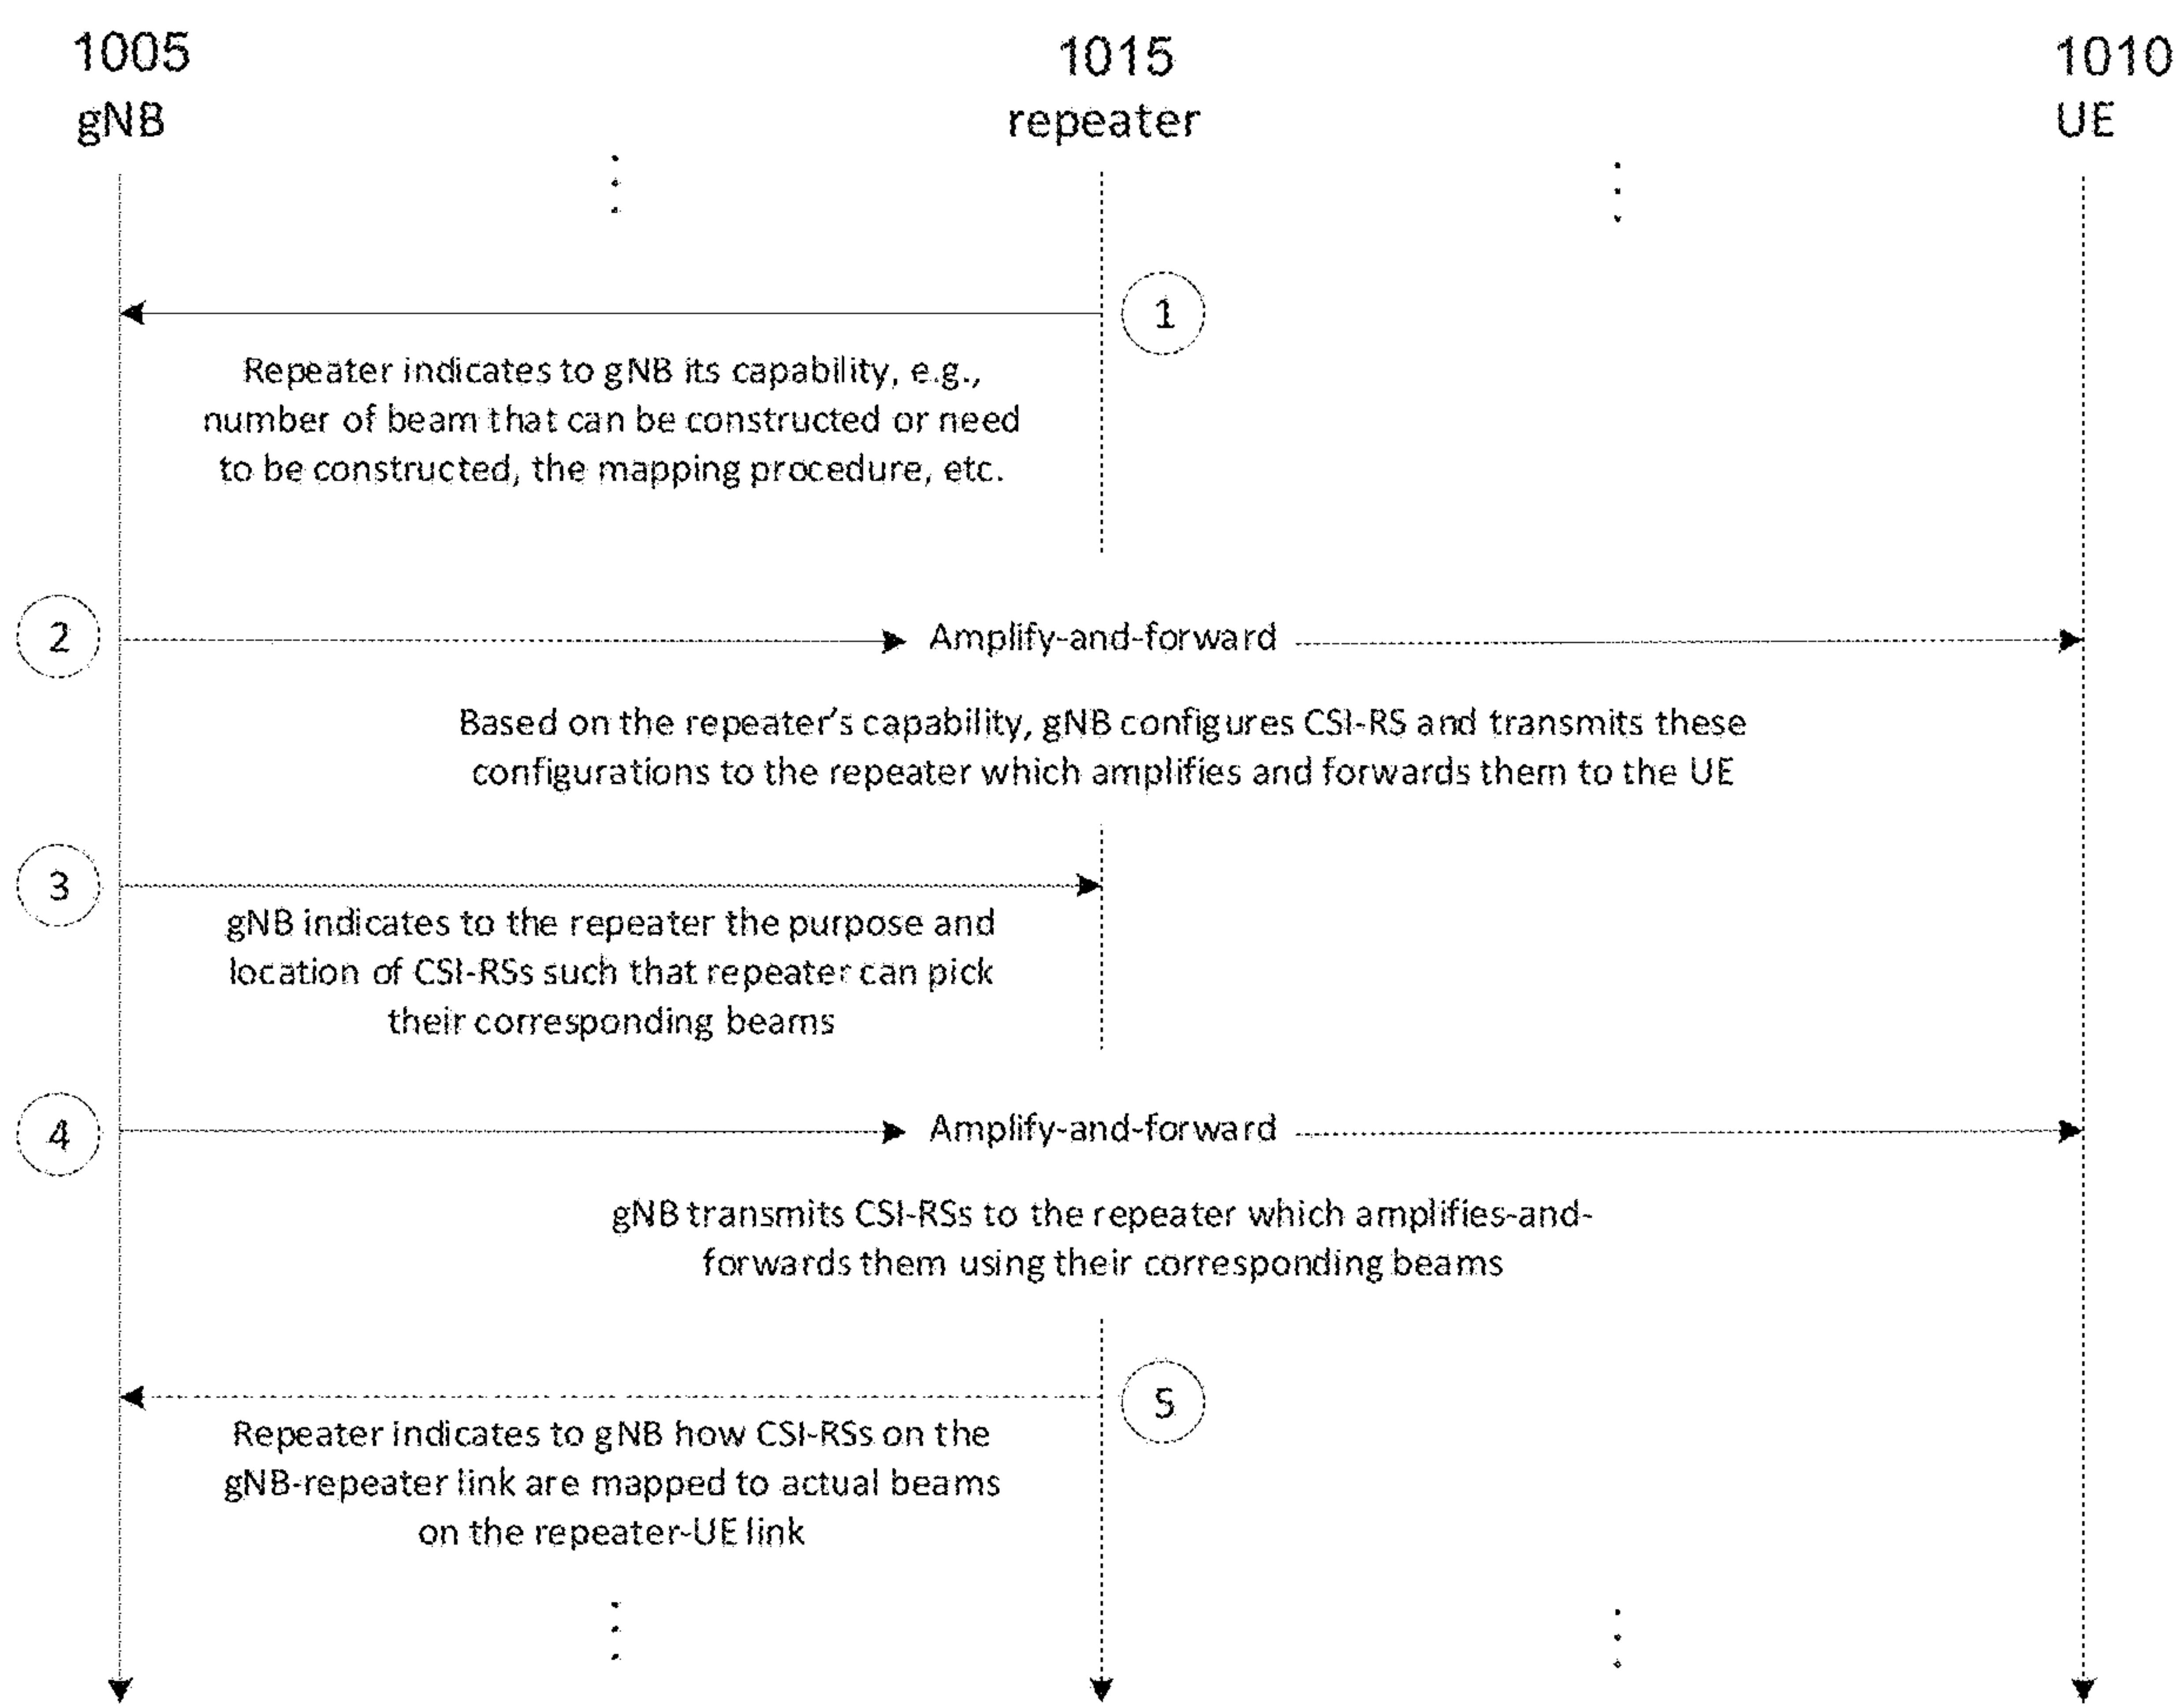 1005
gNB
1015
repeater
1010
UE
1
Repeater indicates to gNB its capability, e.g.,
number of beam that can be constructed or need
to be constructed, the mapping procedure, etc.
2
Amplify-and-forward
Based on the repeater's capability, gNB configures CSI-RS and transmits these
configurations to the repeater which amplifies and forwards them to the UE
3
gNB indicates to the repeater the purpose and
location of CSI-RSs such that repeater can pick
their corresponding beams
4
Amplify-and-forward
gNB transmits CSI-RSs to the repeater which amplifies-and-
forwards them using their corresponding beams
5
Repeater indicates to gNB how CSI-RSs on the
gNB-repeater link are mapped to actual beams
on the repeater-UE link